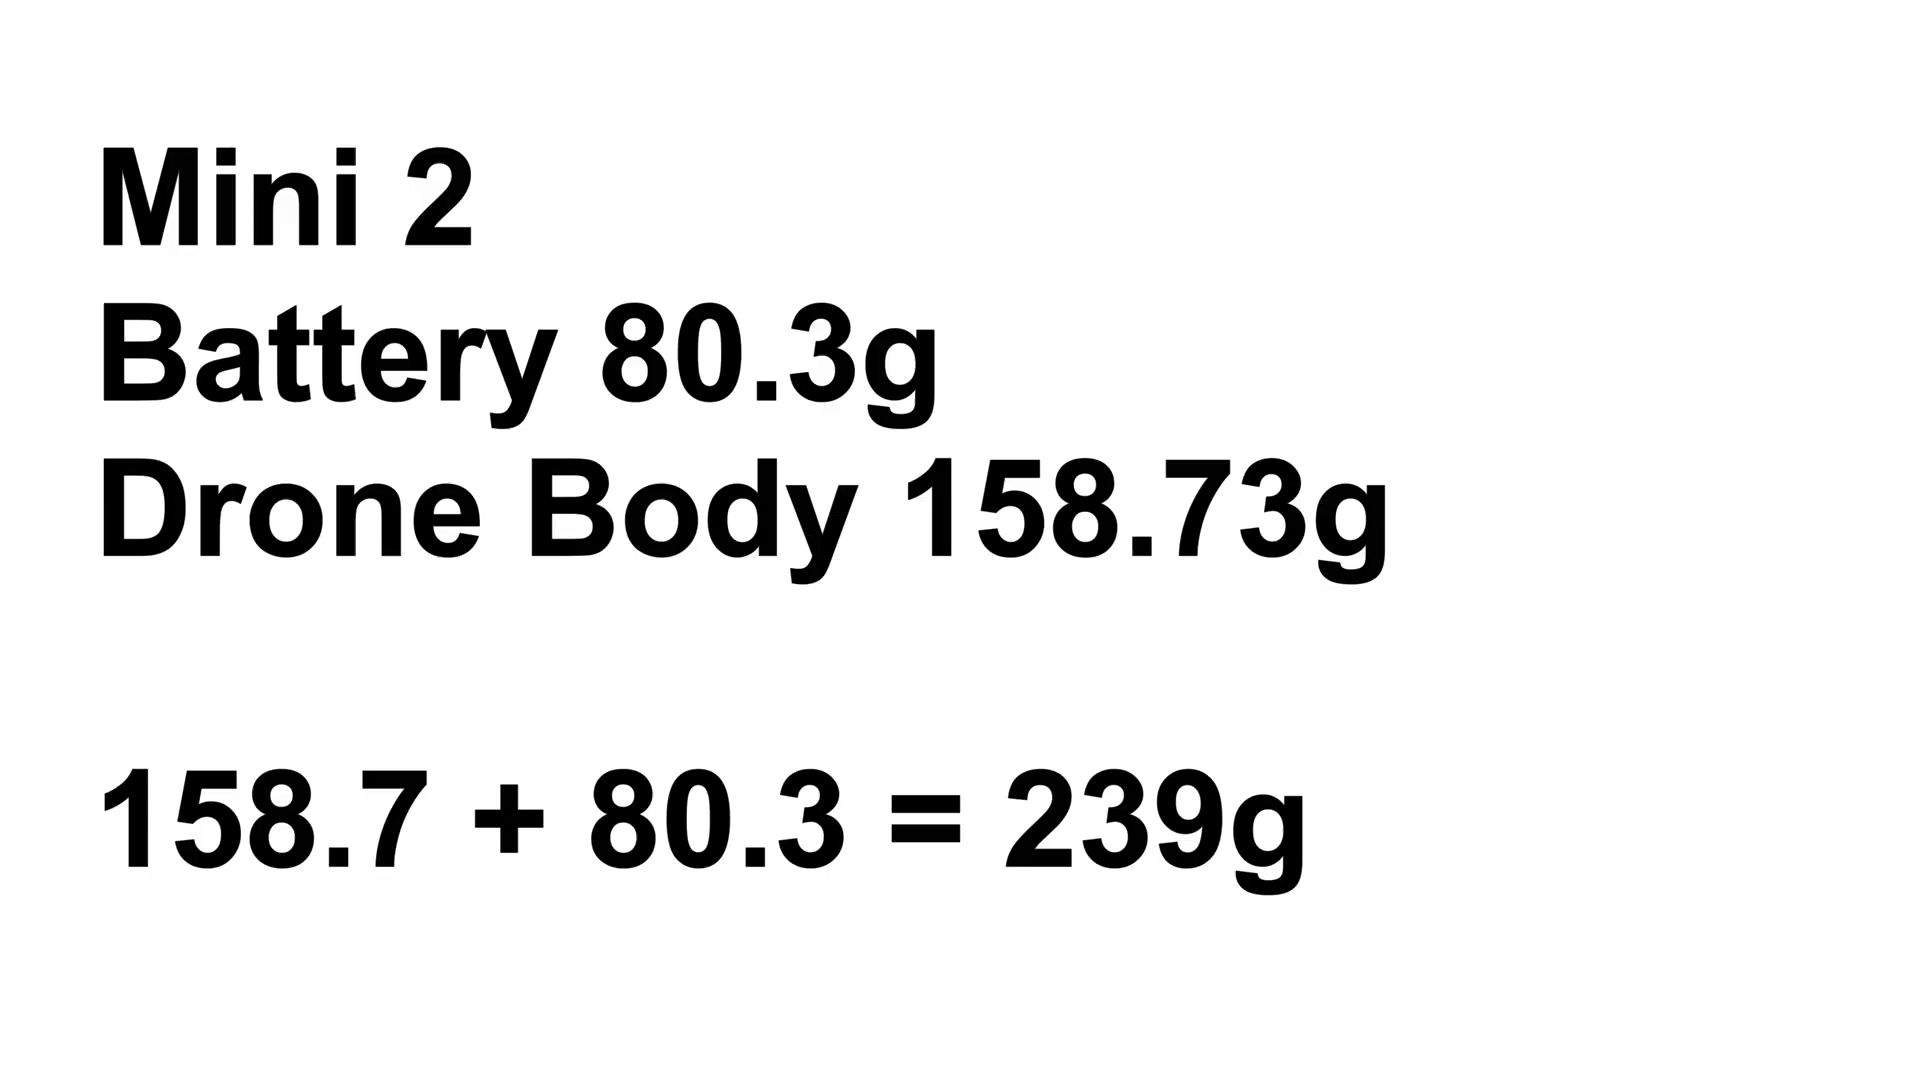 Mini 2
Battery 80.3g
Drone Body 158.73g
158.7 + 80.3 = 239g